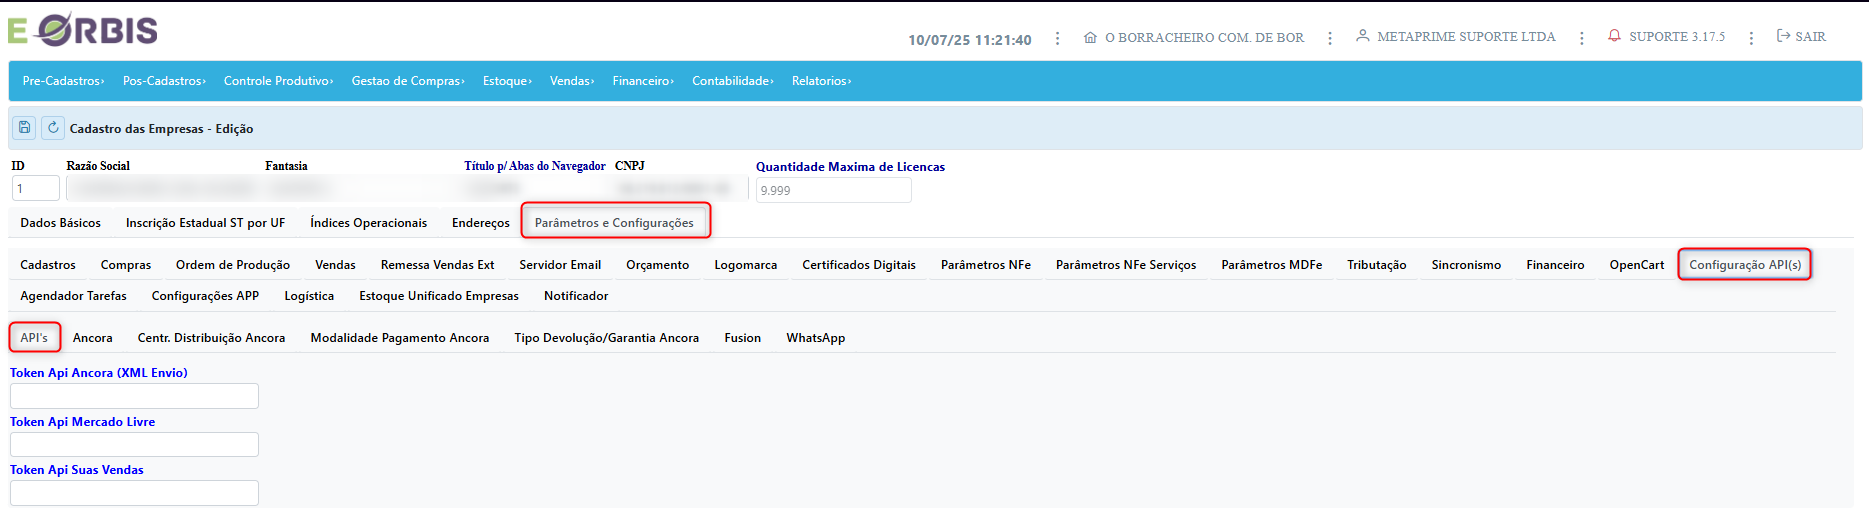 E ORBIS
10/07/25 11:21:40 O BORRACHEIRO COM. DE BOR METAPRIME SUPORTE LTDA SUPORTE 3.17.5 SAIR
Pre-Cadastros› Pos-Cadastros› Controle Produtivo› Gestao de Compras› Estoque› Vendas› Financeiro› Contabilidade› Relatorios›
Cadastro das Empresas - Edição
ID Razão Social Fantasia Título p/ Abas do Navegador CNPJ Quantidade Maxima de Licencas
1 9.999
Dados Básicos Inscrição Estadual ST por UF Índices Operacionais Endereços Parâmetros e Configurações
Cadastros Compras Ordem de Produção Vendas Remessa Vendas Ext Servidor Email Orçamento Logomarca Certificados Digitais Parâmetros NFe Parâmetros NFe Serviços Parâmetros MDFe Tributação Sincronismo Financeiro OpenCart Configuração API(s)
Agendador Tarefas Configurações APP Logística Estoque Unificado Empresas Notificador
API's Ancora Centr. Distribuição Ancora Modalidade Pagamento Ancora Tipo Devolução/Garantia Ancora Fusion WhatsApp
Token Api Ancora (XML Envio)
Token Api Mercado Livre
Token Api Suas Vendas